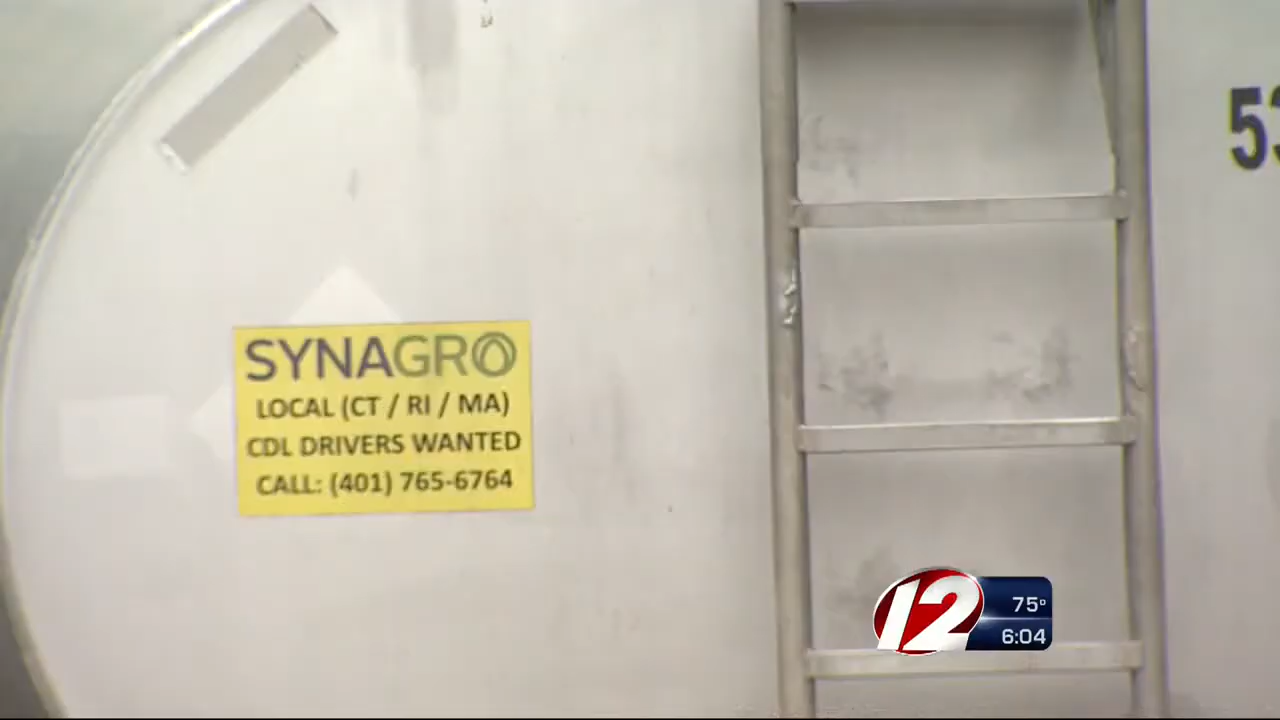 SYNAGRO
LOCAL (CT / RI / MA)
CDL DRIVERS WANTED
CALL: (401) 765-6764
12
75°
6:04